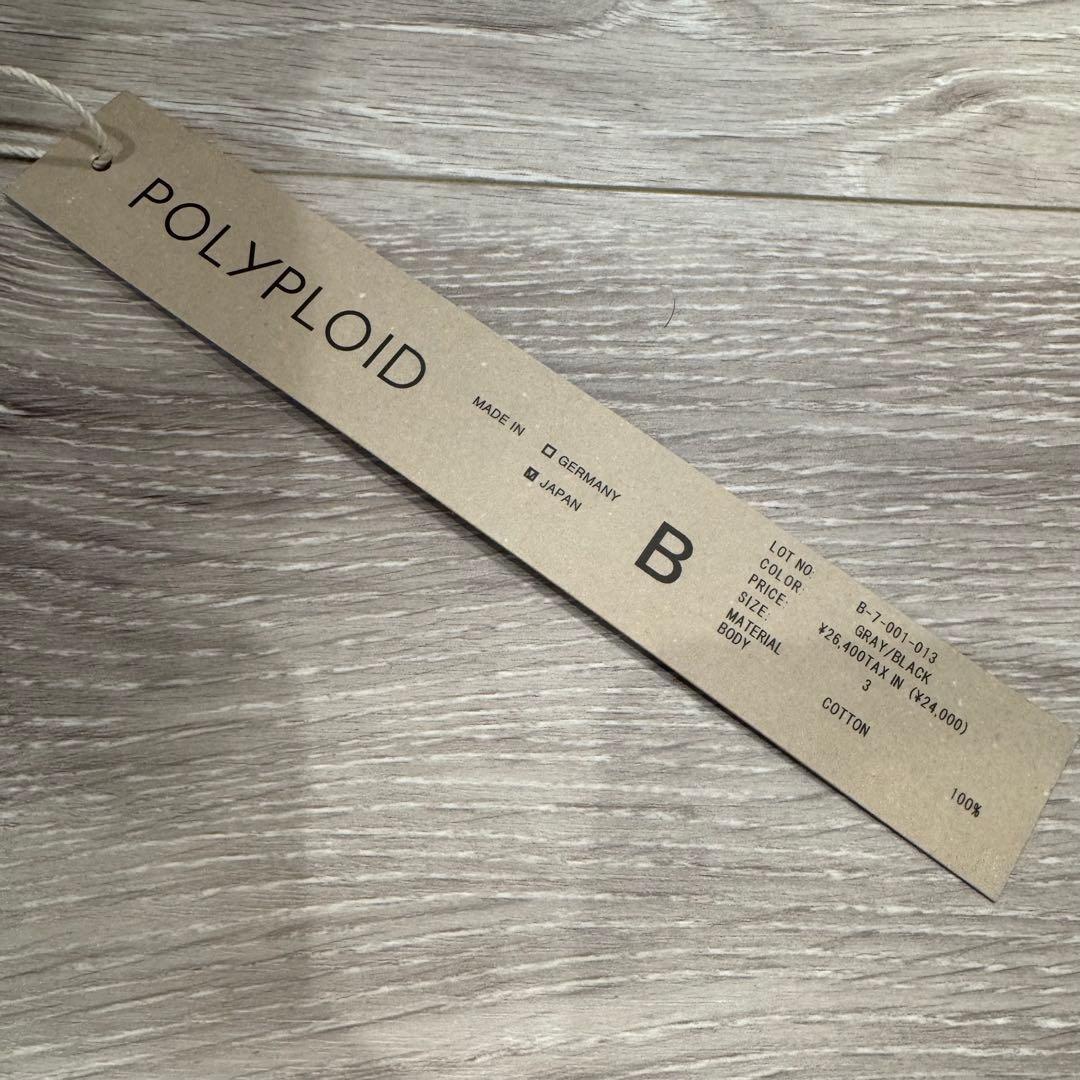 POLYPLOID
MADE IN
GERMANY
JAPAN
B
LOT NO: B-7-001-013
COLOR: GRAY/BLACK
PRICE: ¥26,400TAX IN (¥24,000)
SIZE: 3
MATERIAL
BODY COTTON 100%